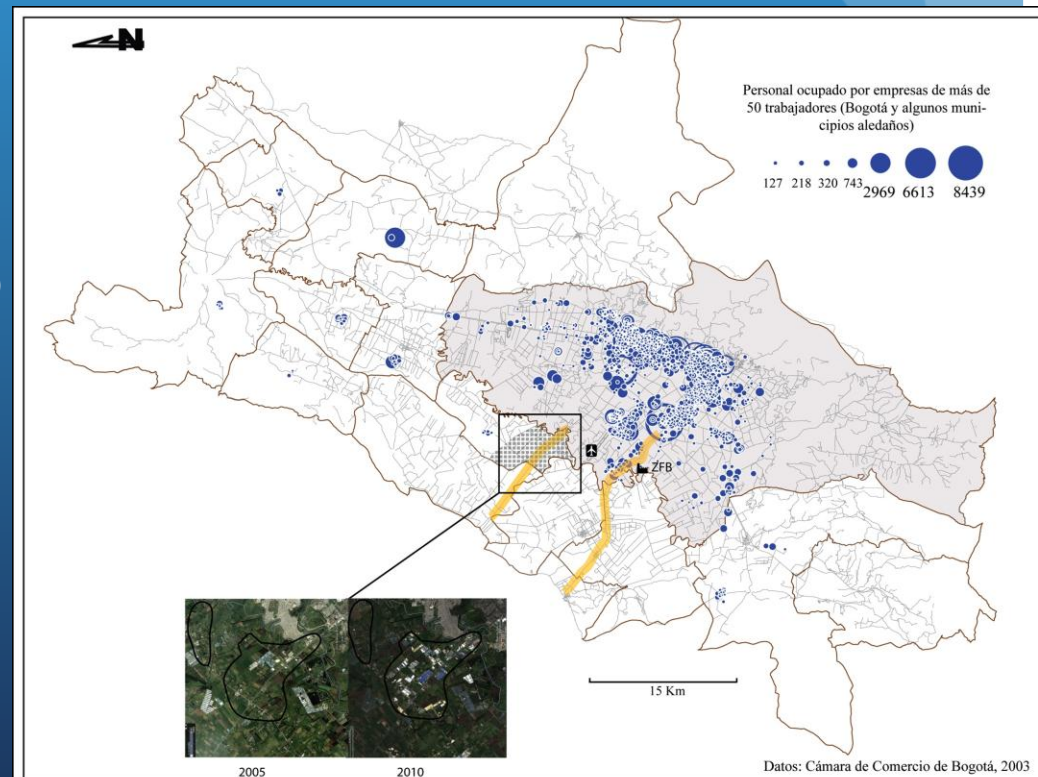 N
Personal ocupado por empresas de más de
50 trabajadores (Bogotá y algunos muni-
cipios aledaños)
127 218 320 743 2969 6613 8439
ZFB
15 Km
2005 2010
Datos: Cámara de Comercio de Bogotá, 2003